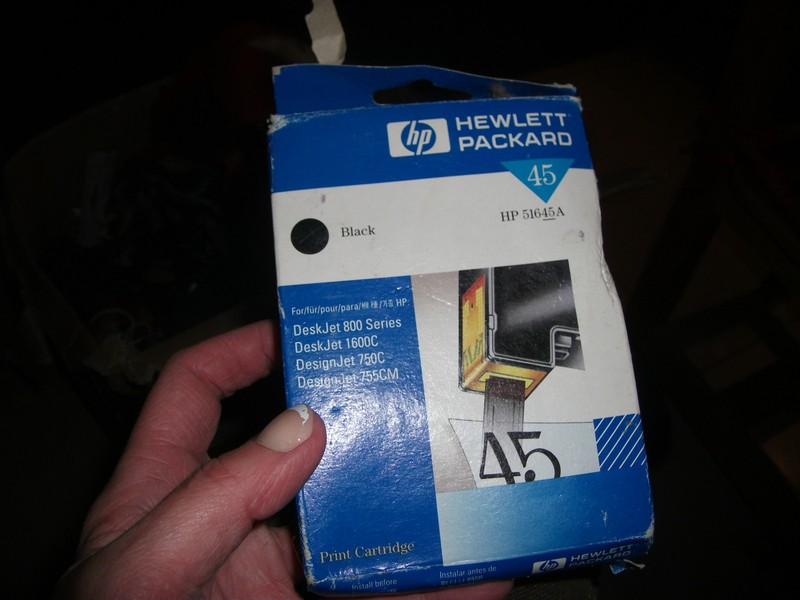 hp HEWLETT
PACKARD
45
HP 51645A
Black
For/für/pour/para/ HP
DeskJet 800 Series
DeskJet 1600C
DesignJet 750C
DesignJet 755CM
45
Print Cartridge
Install before
Instalar antes de
hp HEWLETT
PACKARD